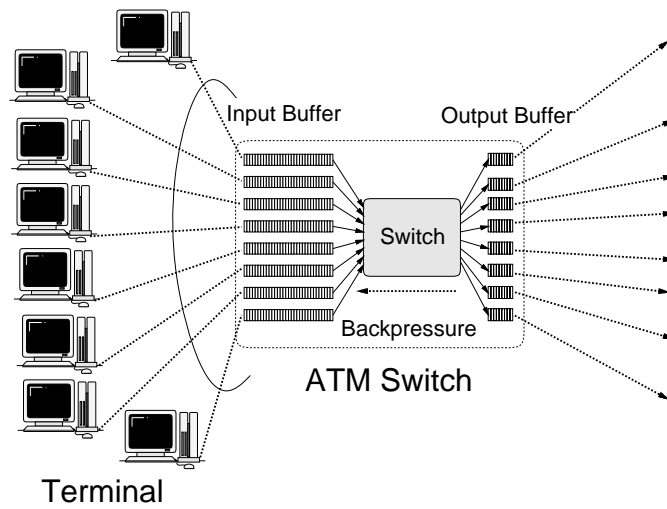 Input Buffer
Output Buffer
Switch
Backpressure
ATM Switch
Terminal